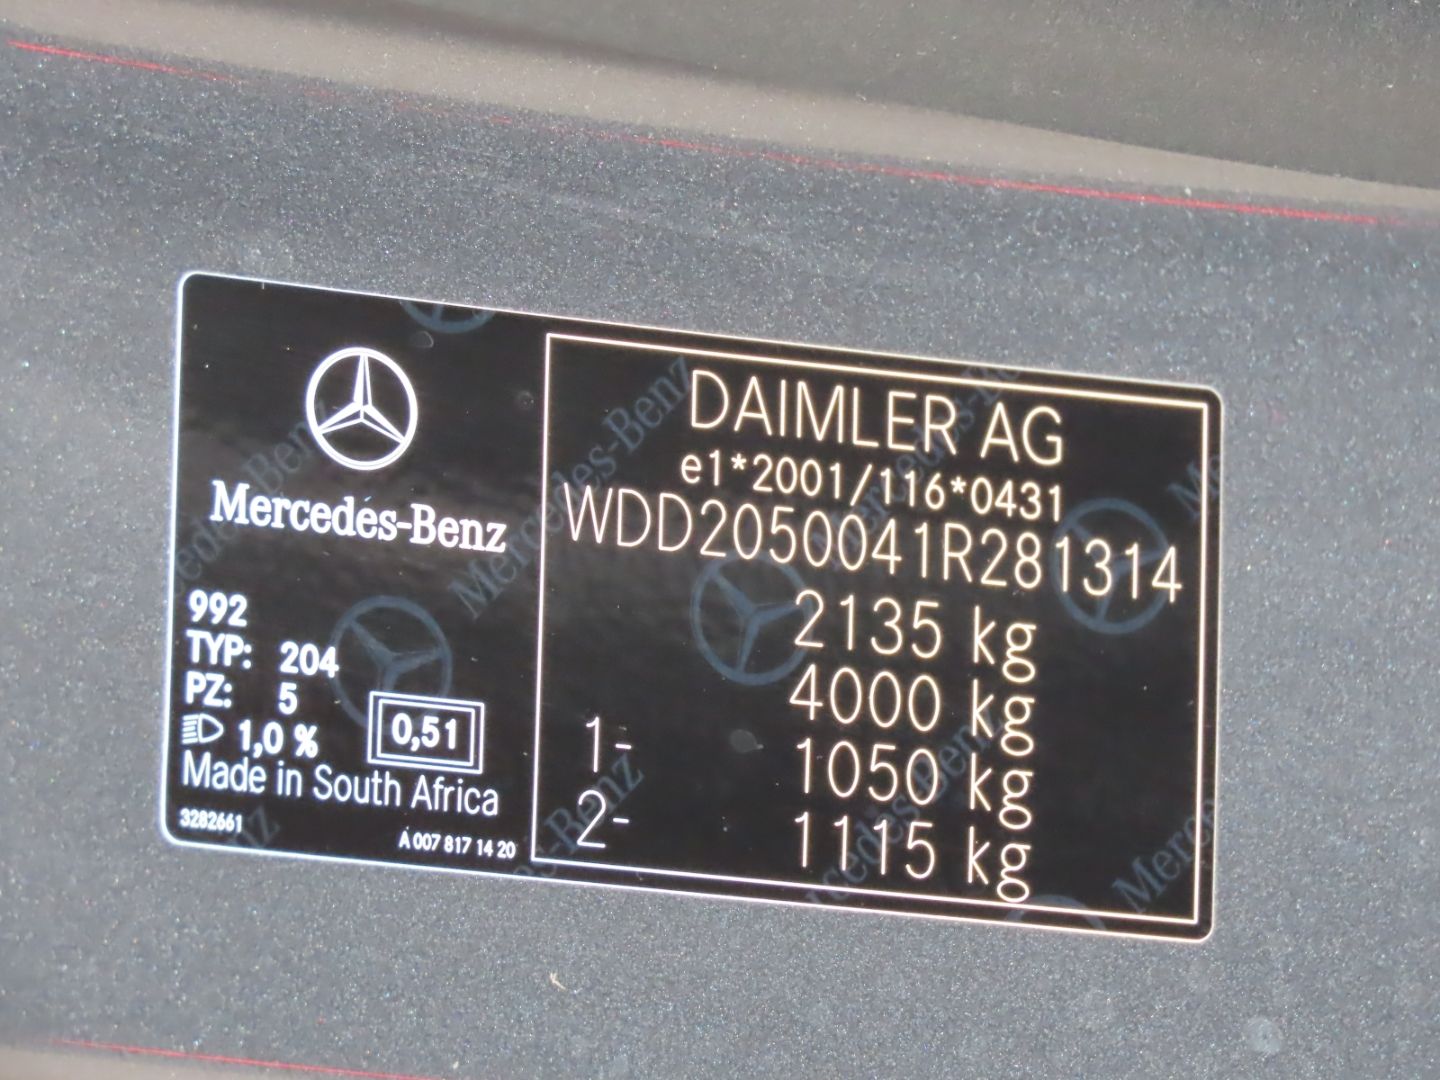 Mercedes-Benz
992
TYP: 204
PZ: 5
1,0 %
0,51
Made in South Africa
3282661
A 007 817 14 20
DAIMLER AG
e1*2001/116*0431
WDD2050041R281314
2135 kg
4000 kg
1- 1050 kg
2- 1115 kg